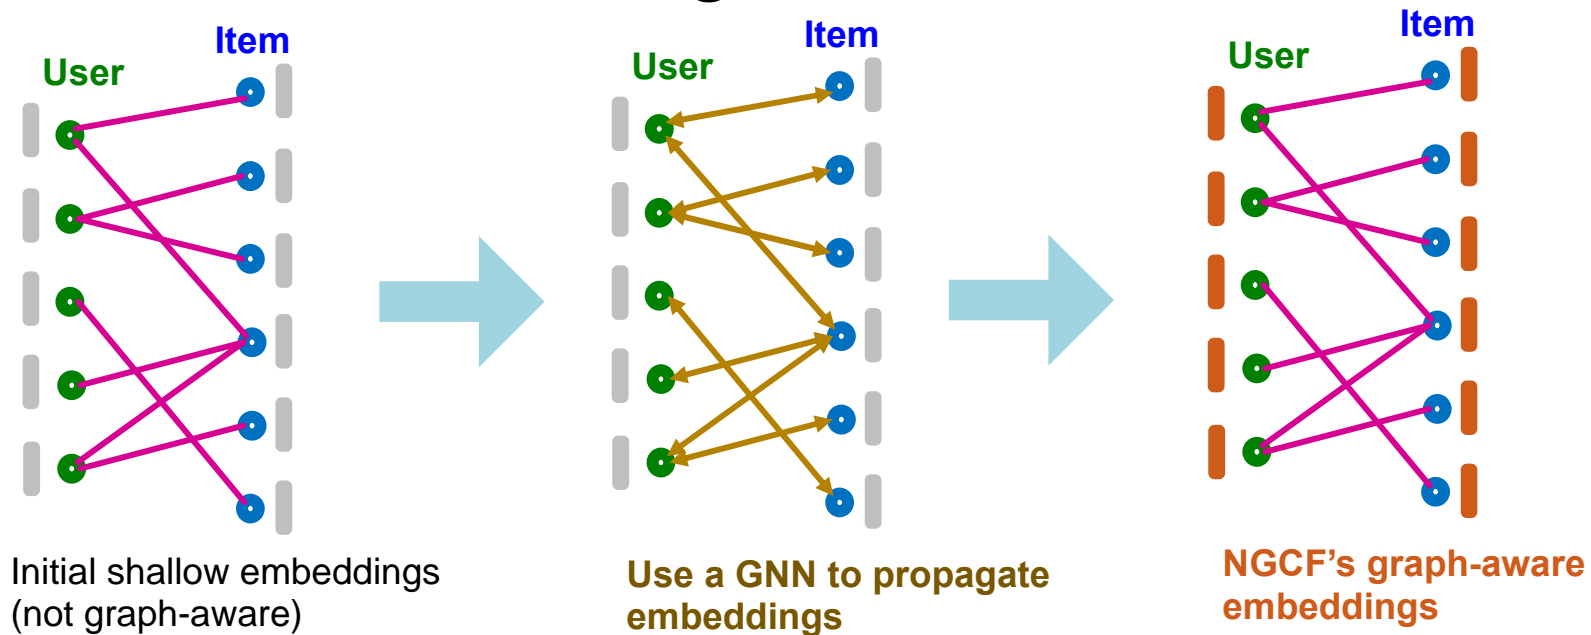 User
Item
User
Item
User
Item
Initial shallow embeddings
(not graph-aware)
Use a GNN to propagate
embeddings
NGCF’s graph-aware
embeddings